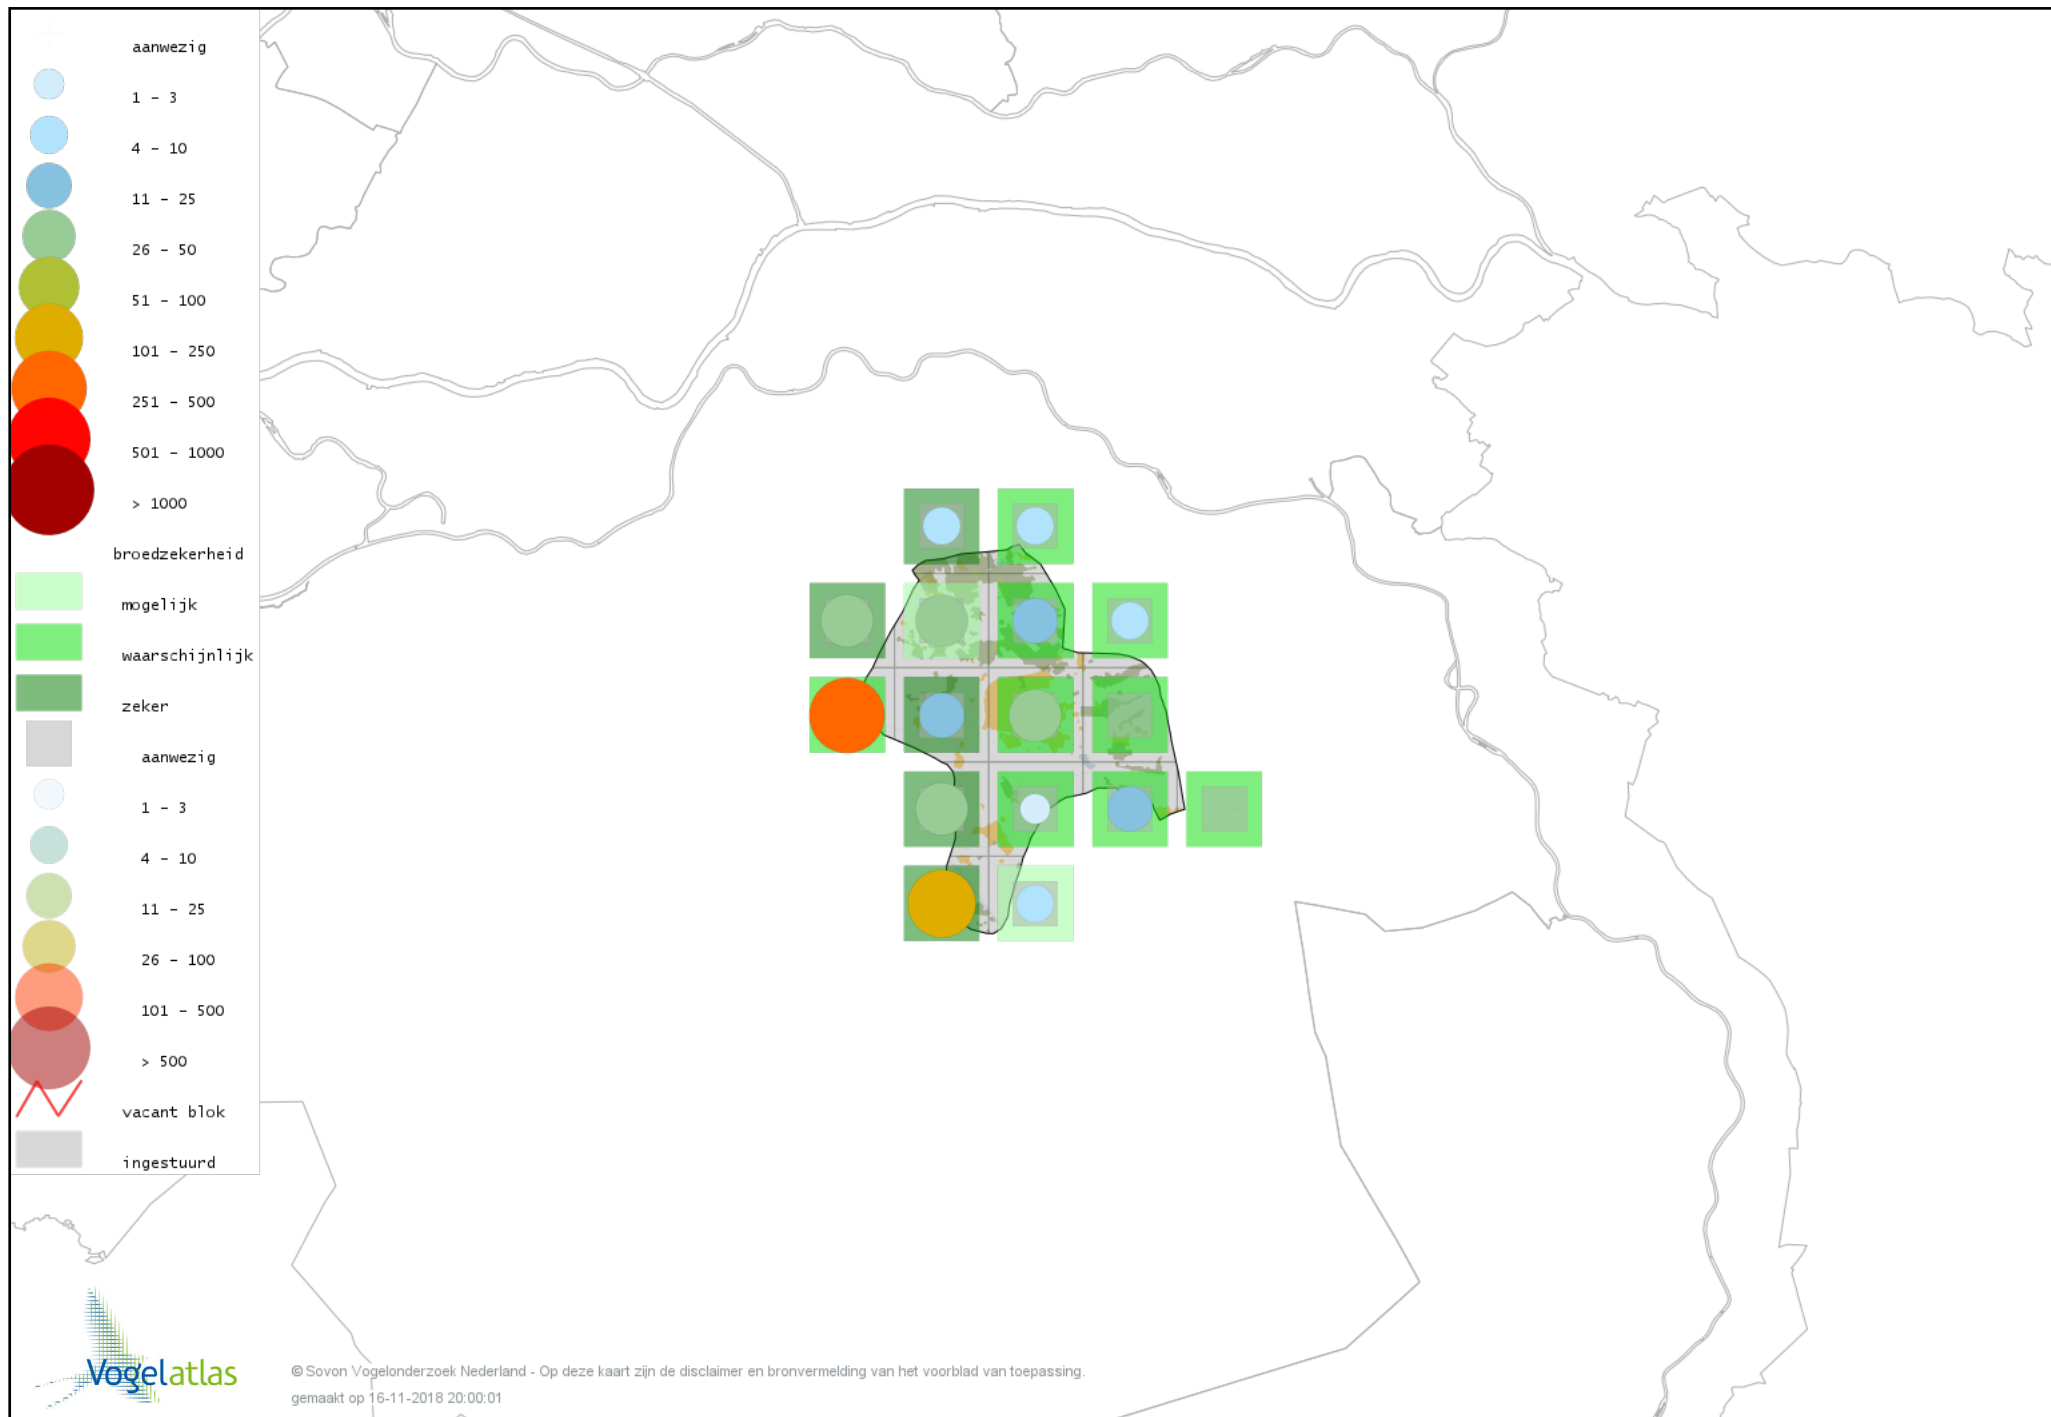 aanwezig
1 - 3
4 - 10
11 - 25
26 - 50
51 - 100
101 - 250
251 - 500
501 - 1000
> 1000
broedzekerheid
mogelijk
waarschijnlijk
zeker
aanwezig
1 - 3
4 - 10
11 - 25
26 - 100
101 - 500
> 500
vacant blok
ingestuurd
Vogelatlas
© Sovon Vogelonderzoek Nederland - Op deze kaart zijn de disclaimer en bronvermelding van het voorblad van toepassing.
gemaakt op 16-11-2018 20:00:01